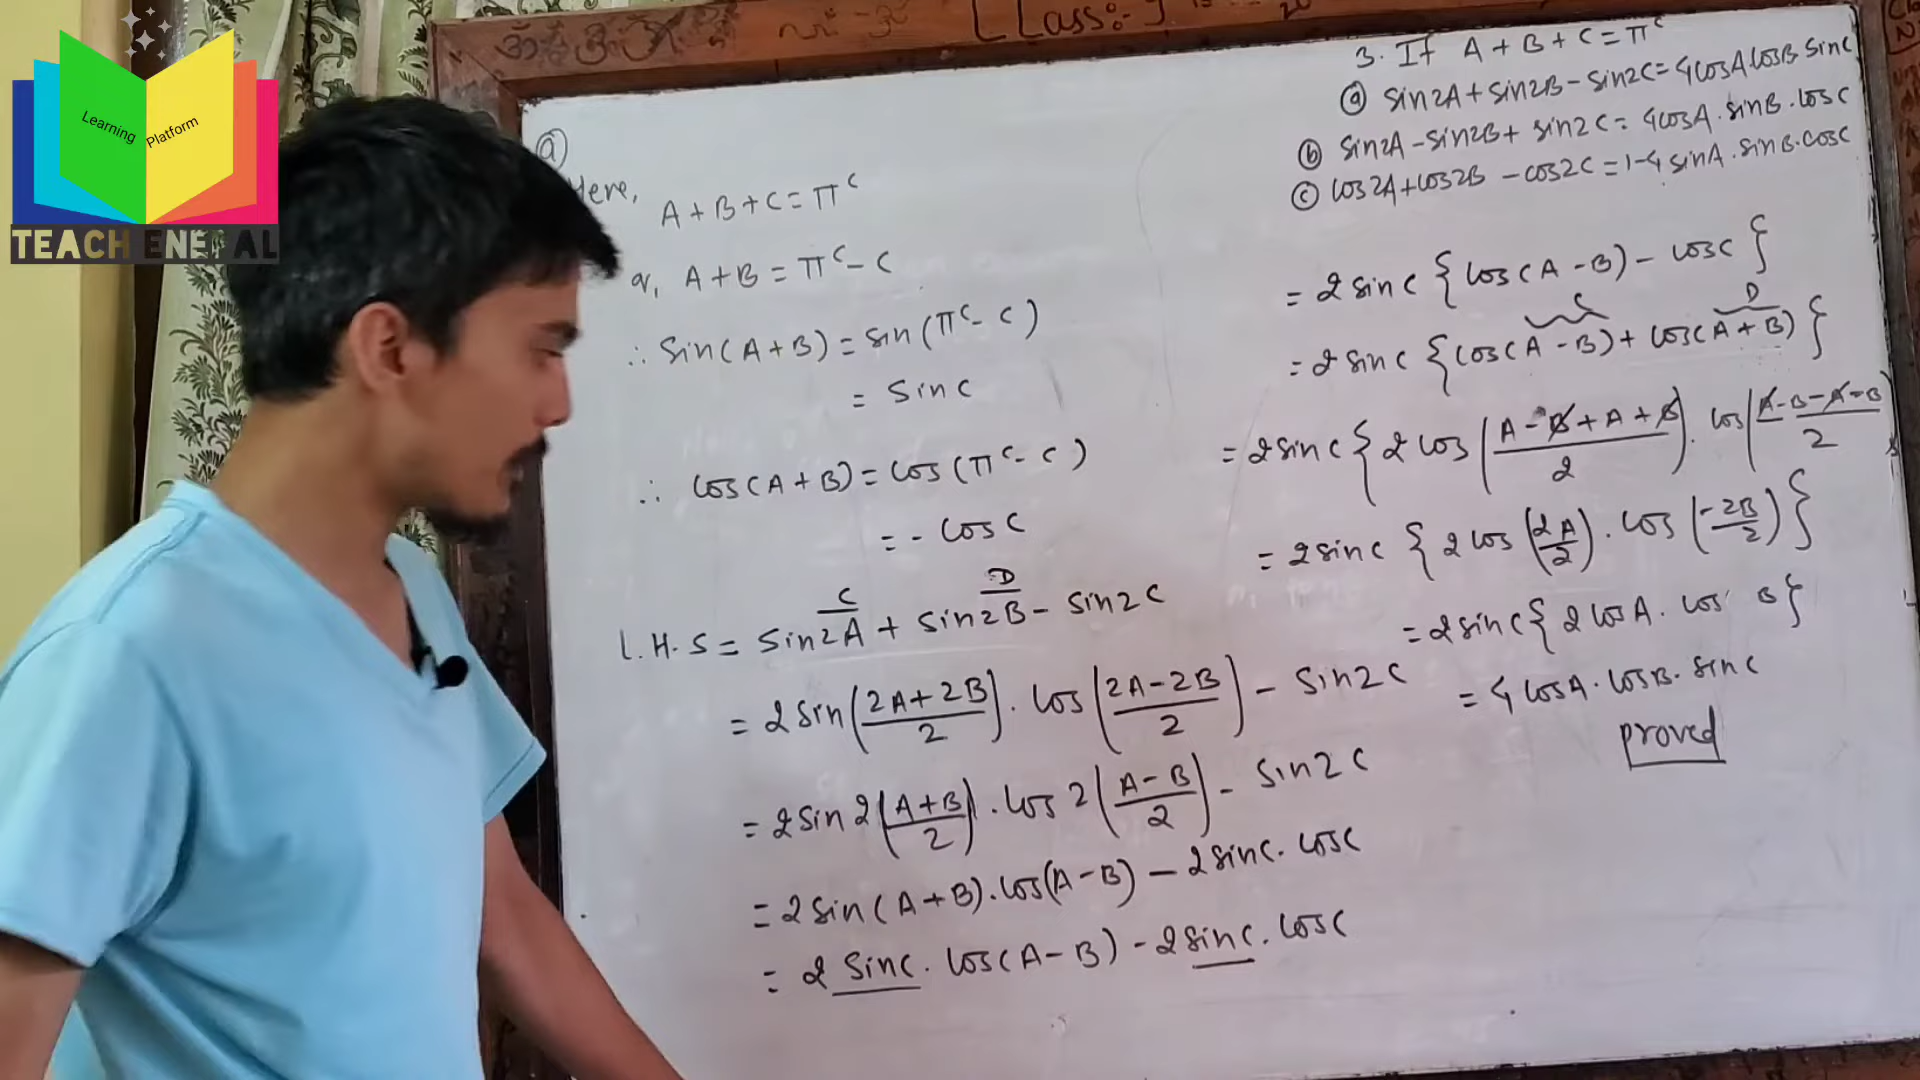 Learning Platform
TEACH ENEPAL
Class:-
3. If A + B + C = π^c
ⓐ sin2A + sin2B - sin2C = 4cosA.cosB.sinC
ⓑ sin2A - sin2B + sin2C = 4cosA.sinB.cosC
ⓒ cos2A + cos2B - cos2C = 1-4 sinA.sinB.cosC
ⓐ
Here,
A + B + C = π^c
or, A + B = π^c - C
∴ sin(A + B) = sin(π^c - C)
= sinC
∴ cos(A + B) = cos(π^c - C)
= - cosC
C D
L.H.S = sin2A + sin2B - sin2C
= 2 sin((2A + 2B)/2) . cos((2A - 2B)/2) - sin2C
= 2 sin 2((A + B)/2) . cos 2((A - B)/2) - sin2C
= 2 sin(A + B).cos(A - B) - 2 sinC.cosC
= 2 sinC. cos(A - B) - 2 sinC. cosC
= 2 sinC {cos(A - B) - cosC}
C D
= 2 sinC {cos(A - B) + cos(A + B)}
= 2 sinC {2 cos((A - B + A + B)/2). cos((A - B - A - B)/2)
= 2 sinC {2 cos(2A/2). cos(-2B/2)}
= 2 sinC {2 cosA. cos B}
= 4 cosA.cosB.sinC
proved